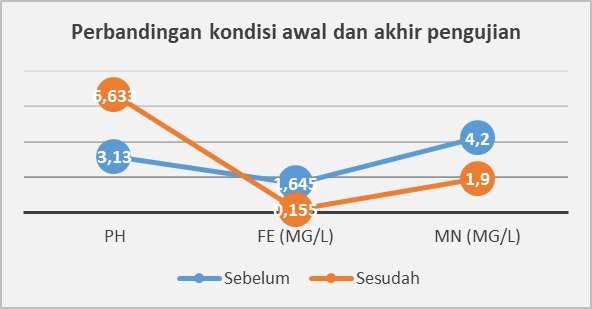 Perbandingan kondisi awal dan akhir pengujian
6,633
3,13
4,2
1,645
1,9
0,155
PH FE (MG/L) MN (MG/L)
Sebelum Sesudah